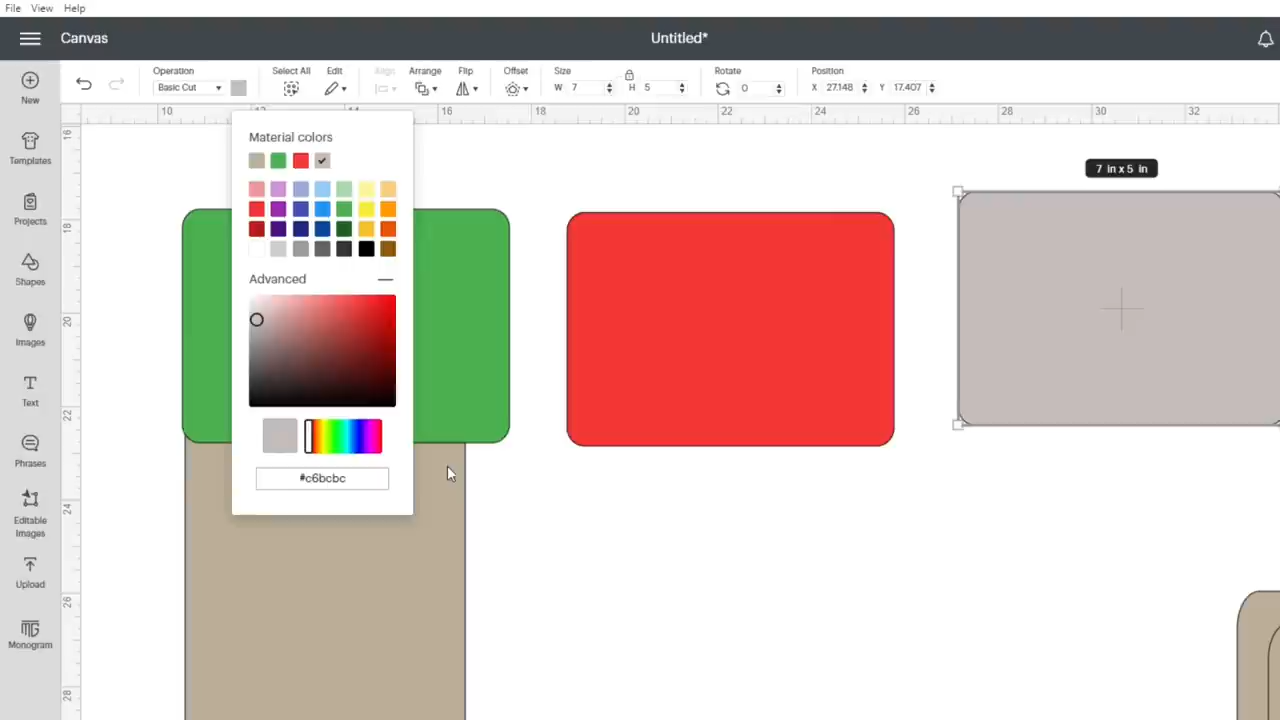 File View Help
Canvas
Untitled*
Operation
Basic Cut
Select All
Edit
Align
Arrange
Flip
Offset
Size
W 7
H 5
Rotate
0
Position
X 27.148
Y 17.407
New
Templates
Projects
Shapes
Images
Text
Phrases
Editable
Images
Upload
Monogram
10
14
16
18
20
22
24
26
28
30
32
16
18
20
22
24
26
28
Material colors
Advanced
#c6bcbc
7 in x 5 in